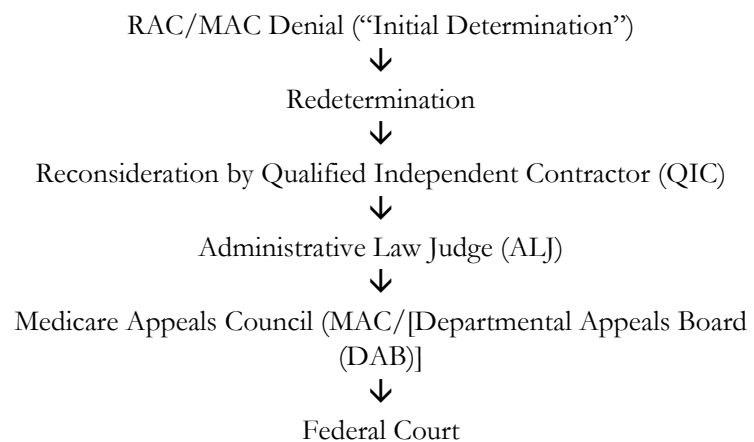 RAC/MAC Denial (“Initial Determination”)
↓
Redetermination
↓
Reconsideration by Qualified Independent Contractor (QIC)
↓
Administrative Law Judge (ALJ)
↓
Medicare Appeals Council (MAC/[Departmental Appeals Board
(DAB)]
↓
Federal Court